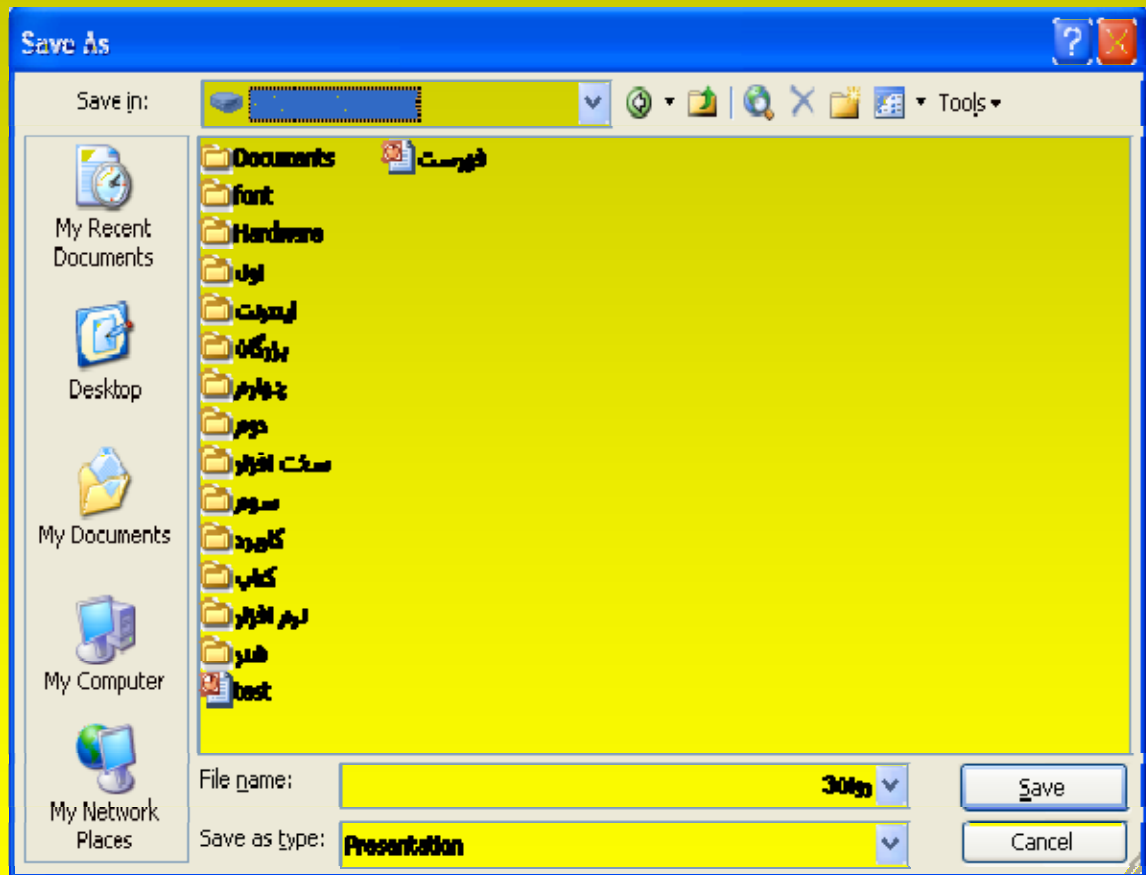 Save As
Save in:
Tools
My Recent Documents
Desktop
My Documents
My Computer
My Network Places
Documents
font
Hardware
اول
اینترنت
بزرگان
چهارم
دوم
سخت افزار
سوم
کاربرد
کتاب
نرم افزار
هنر
test
فهرست
File name:
Save as type:
Presentation
Save
Cancel